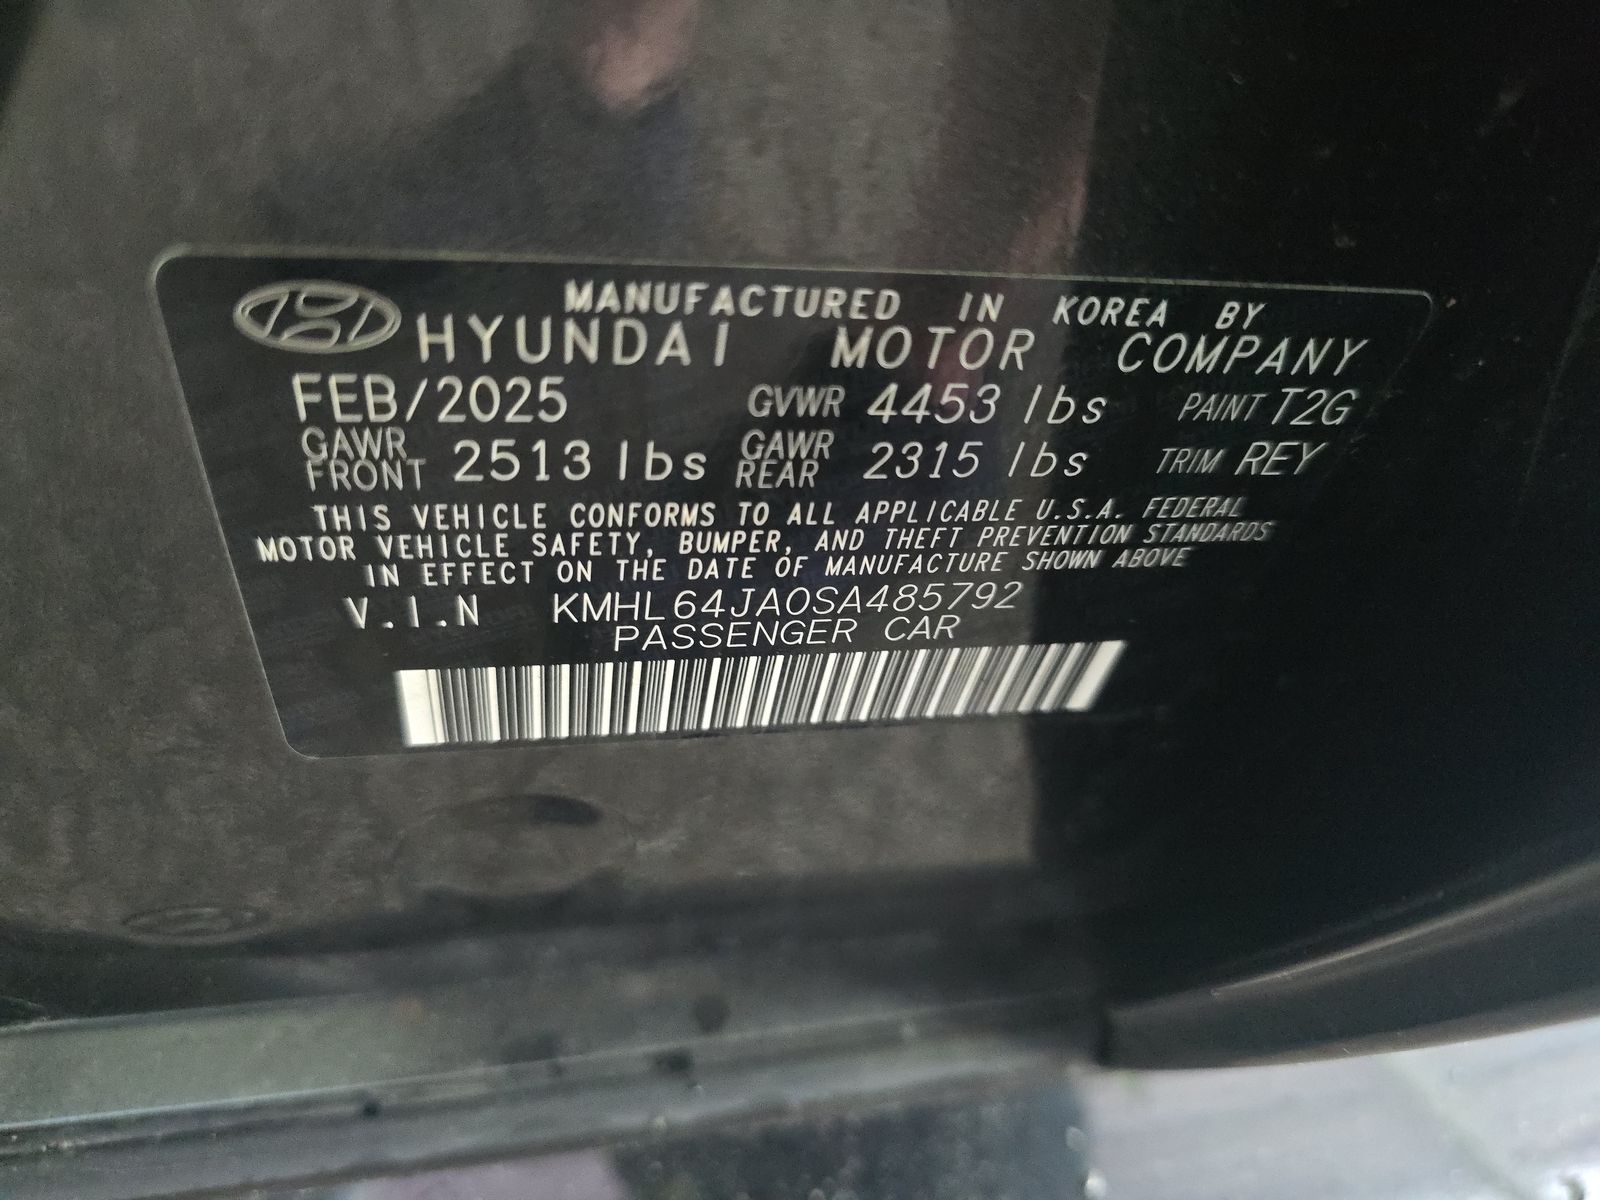 MANUFACTURED IN KOREA BY
HYUNDAI MOTOR COMPANY
FEB/2025 GVWR 4453 lbs PAINT T2G
GAWR FRONT 2513 lbs GAWR REAR 2315 lbs TRIM REY
THIS VEHICLE CONFORMS TO ALL APPLICABLE U.S.A. FEDERAL
MOTOR VEHICLE SAFETY, BUMPER, AND THEFT PREVENTION STANDARDS
IN EFFECT ON THE DATE OF MANUFACTURE SHOWN ABOVE
V.I.N KMHL64JA0SA485792
PASSENGER CAR